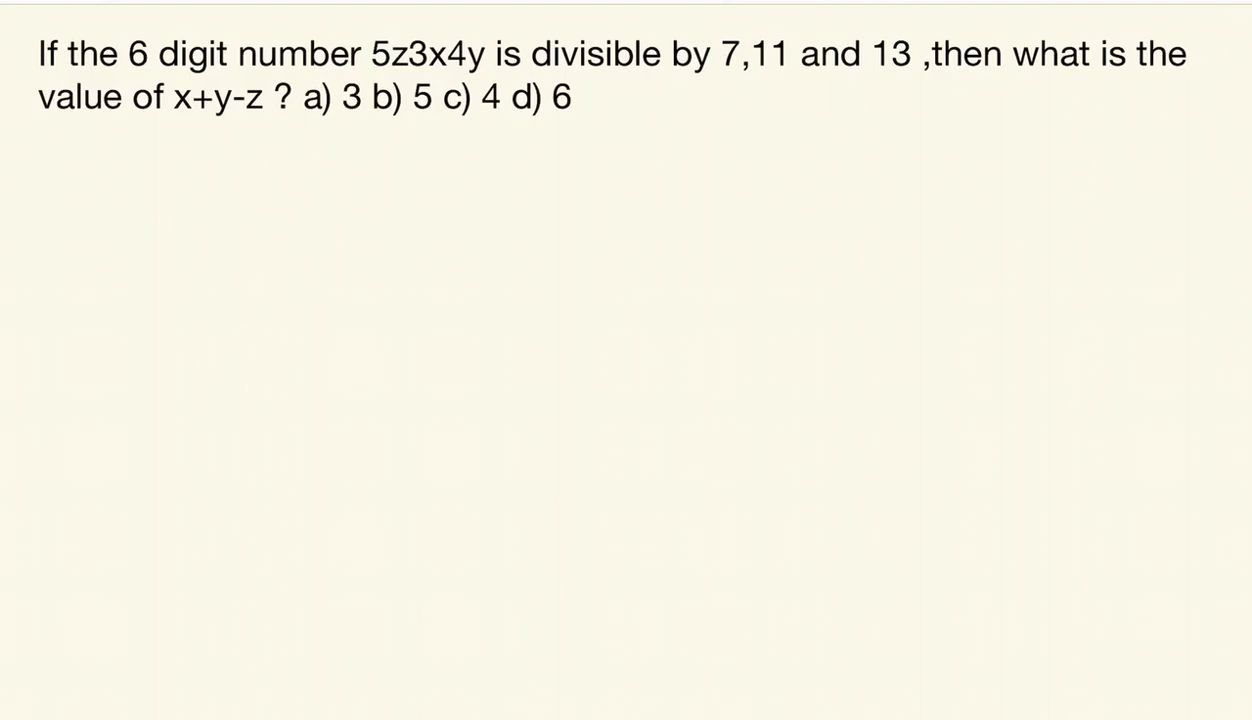 If the 6 digit number 5z3x4y is divisible by 7,11 and 13 ,then what is the
value of x+y-z ? a) 3 b) 5 c) 4 d) 6